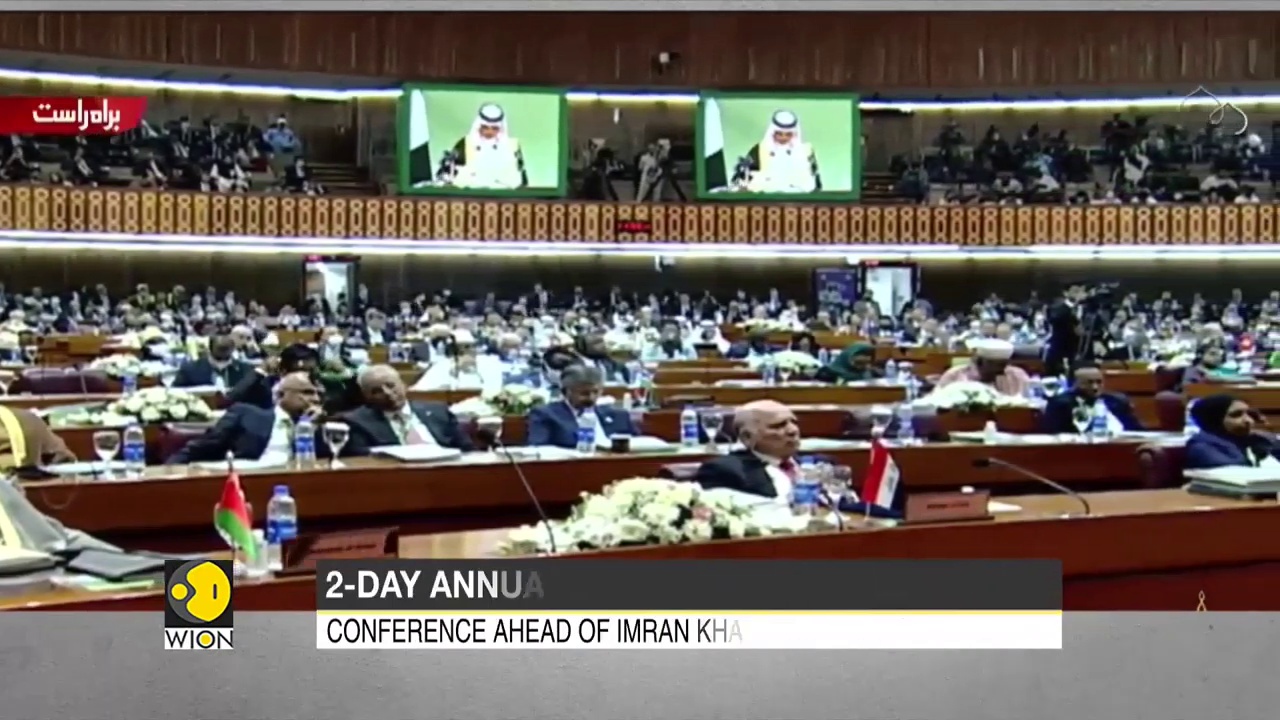 براہ راست
2-DAY ANNUA
CONFERENCE AHEAD OF IMRAN KHA
WION